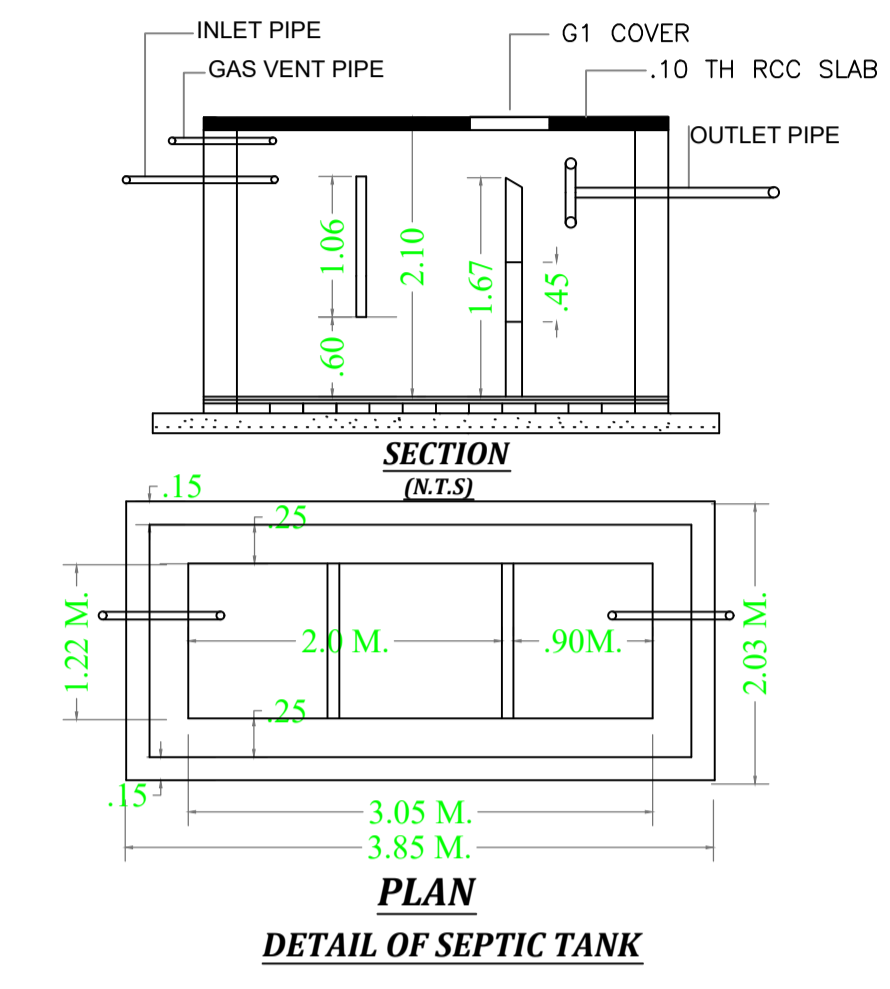 INLET PIPE
G1 COVER
GAS VENT PIPE
.10 TH RCC SLAB
OUTLET PIPE
1.06
2.10
1.67
.45
.60
SECTION
(N.T.S)
.15
.25
1.22 M.
2.0 M.
.90M.
2.03 M.
.25
.15
3.05 M.
3.85 M.
PLAN
DETAIL OF SEPTIC TANK